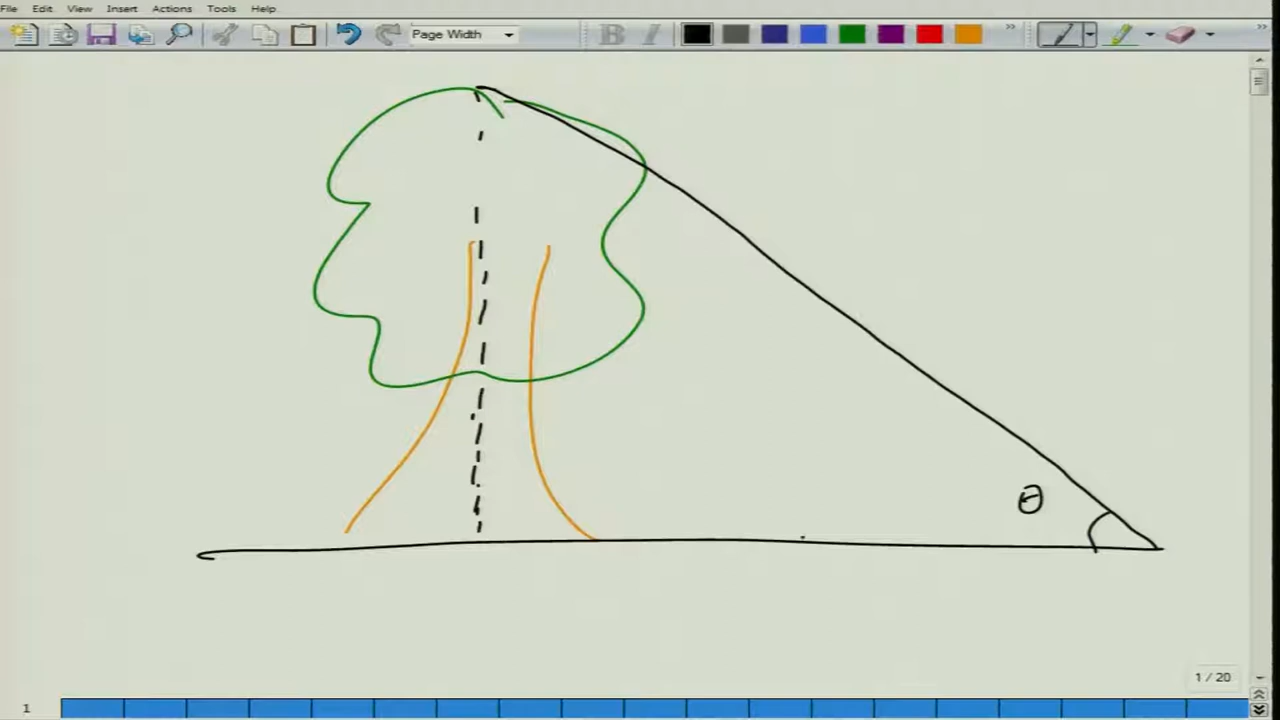 File Edit View Insert Actions Tools Help
Page Width B I »
θ
1 / 20
1